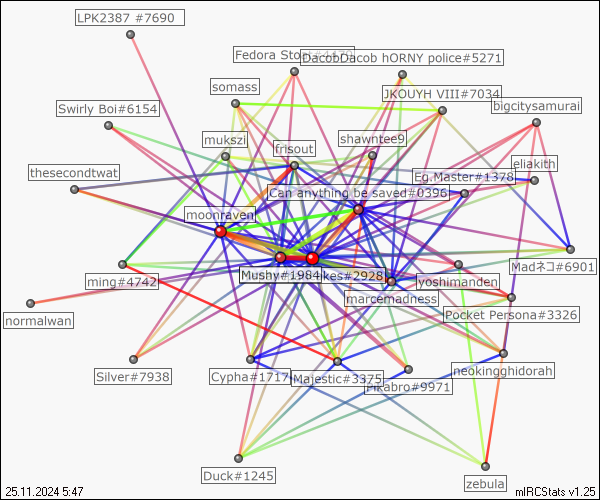 LPK2387 #7690
Fedora Sto
DacobDacob hORNY police#5271
somass
JKOUYH VIII#7034
bigcitysamurai
Swirly Boi#6154
mukszi
shawntee9
frisout
eliakith
thesecondtwat
Eg.Master#1378
Can anything be saved#0396
moonraven
Madネコ#6901
ming#4742
Mushy#1984
kes#2928
yoshimanden
marcemadness
normalwan
Pocket Persona#3326
Silver#7938
Cypha#1717
Majestic#3375
Pikabro#9971
neokingghidorah
Duck#1245
zebula
25.11.2024 5:47
mIRCStats v1.25